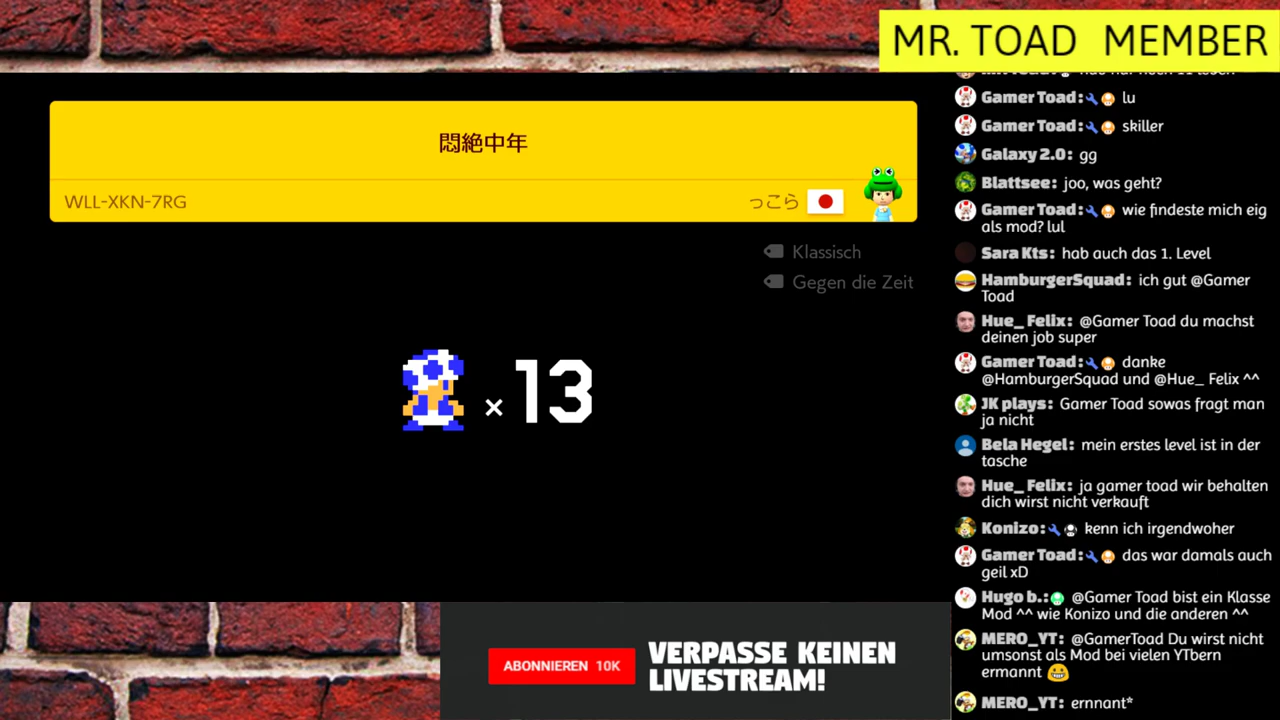 MR. TOAD MEMBER
悶絶中年
WLL-XKN-7RG
っこら
Klassisch
Gegen die Zeit
×13
ABONNIEREN 10K
VERPASSE KEINEN
LIVESTREAM!
Gamer Toad: lu
Gamer Toad: skiller
Galaxy 2.0: gg
Blattsee: joo, was geht?
Gamer Toad: wie findeste mich eig
als mod? lul
Sara Kts: hab auch das 1. Level
HamburgerSquad: ich gut @Gamer
Toad
Hue_ Felix: @Gamer Toad du machst
deinen job super
Gamer Toad: danke
@HamburgerSquad und @Hue_ Felix ^^
JK plays: Gamer Toad sowas fragt man
ja nicht
Bela Hegel: mein erstes level ist in der
tasche
Hue_ Felix: ja gamer toad wir behalten
dich wirst nicht verkauft
Konizo: kenn ich irgendwoher
Gamer Toad: das war damals auch
geil xD
Hugo b.: @Gamer Toad bist ein Klasse
Mod ^^ wie Konizo und die anderen ^^
MERO_YT: @GamerToad Du wirst nicht
umsonst als Mod bei vielen YTbern
ermannt 😀
MERO_YT: ernnant*